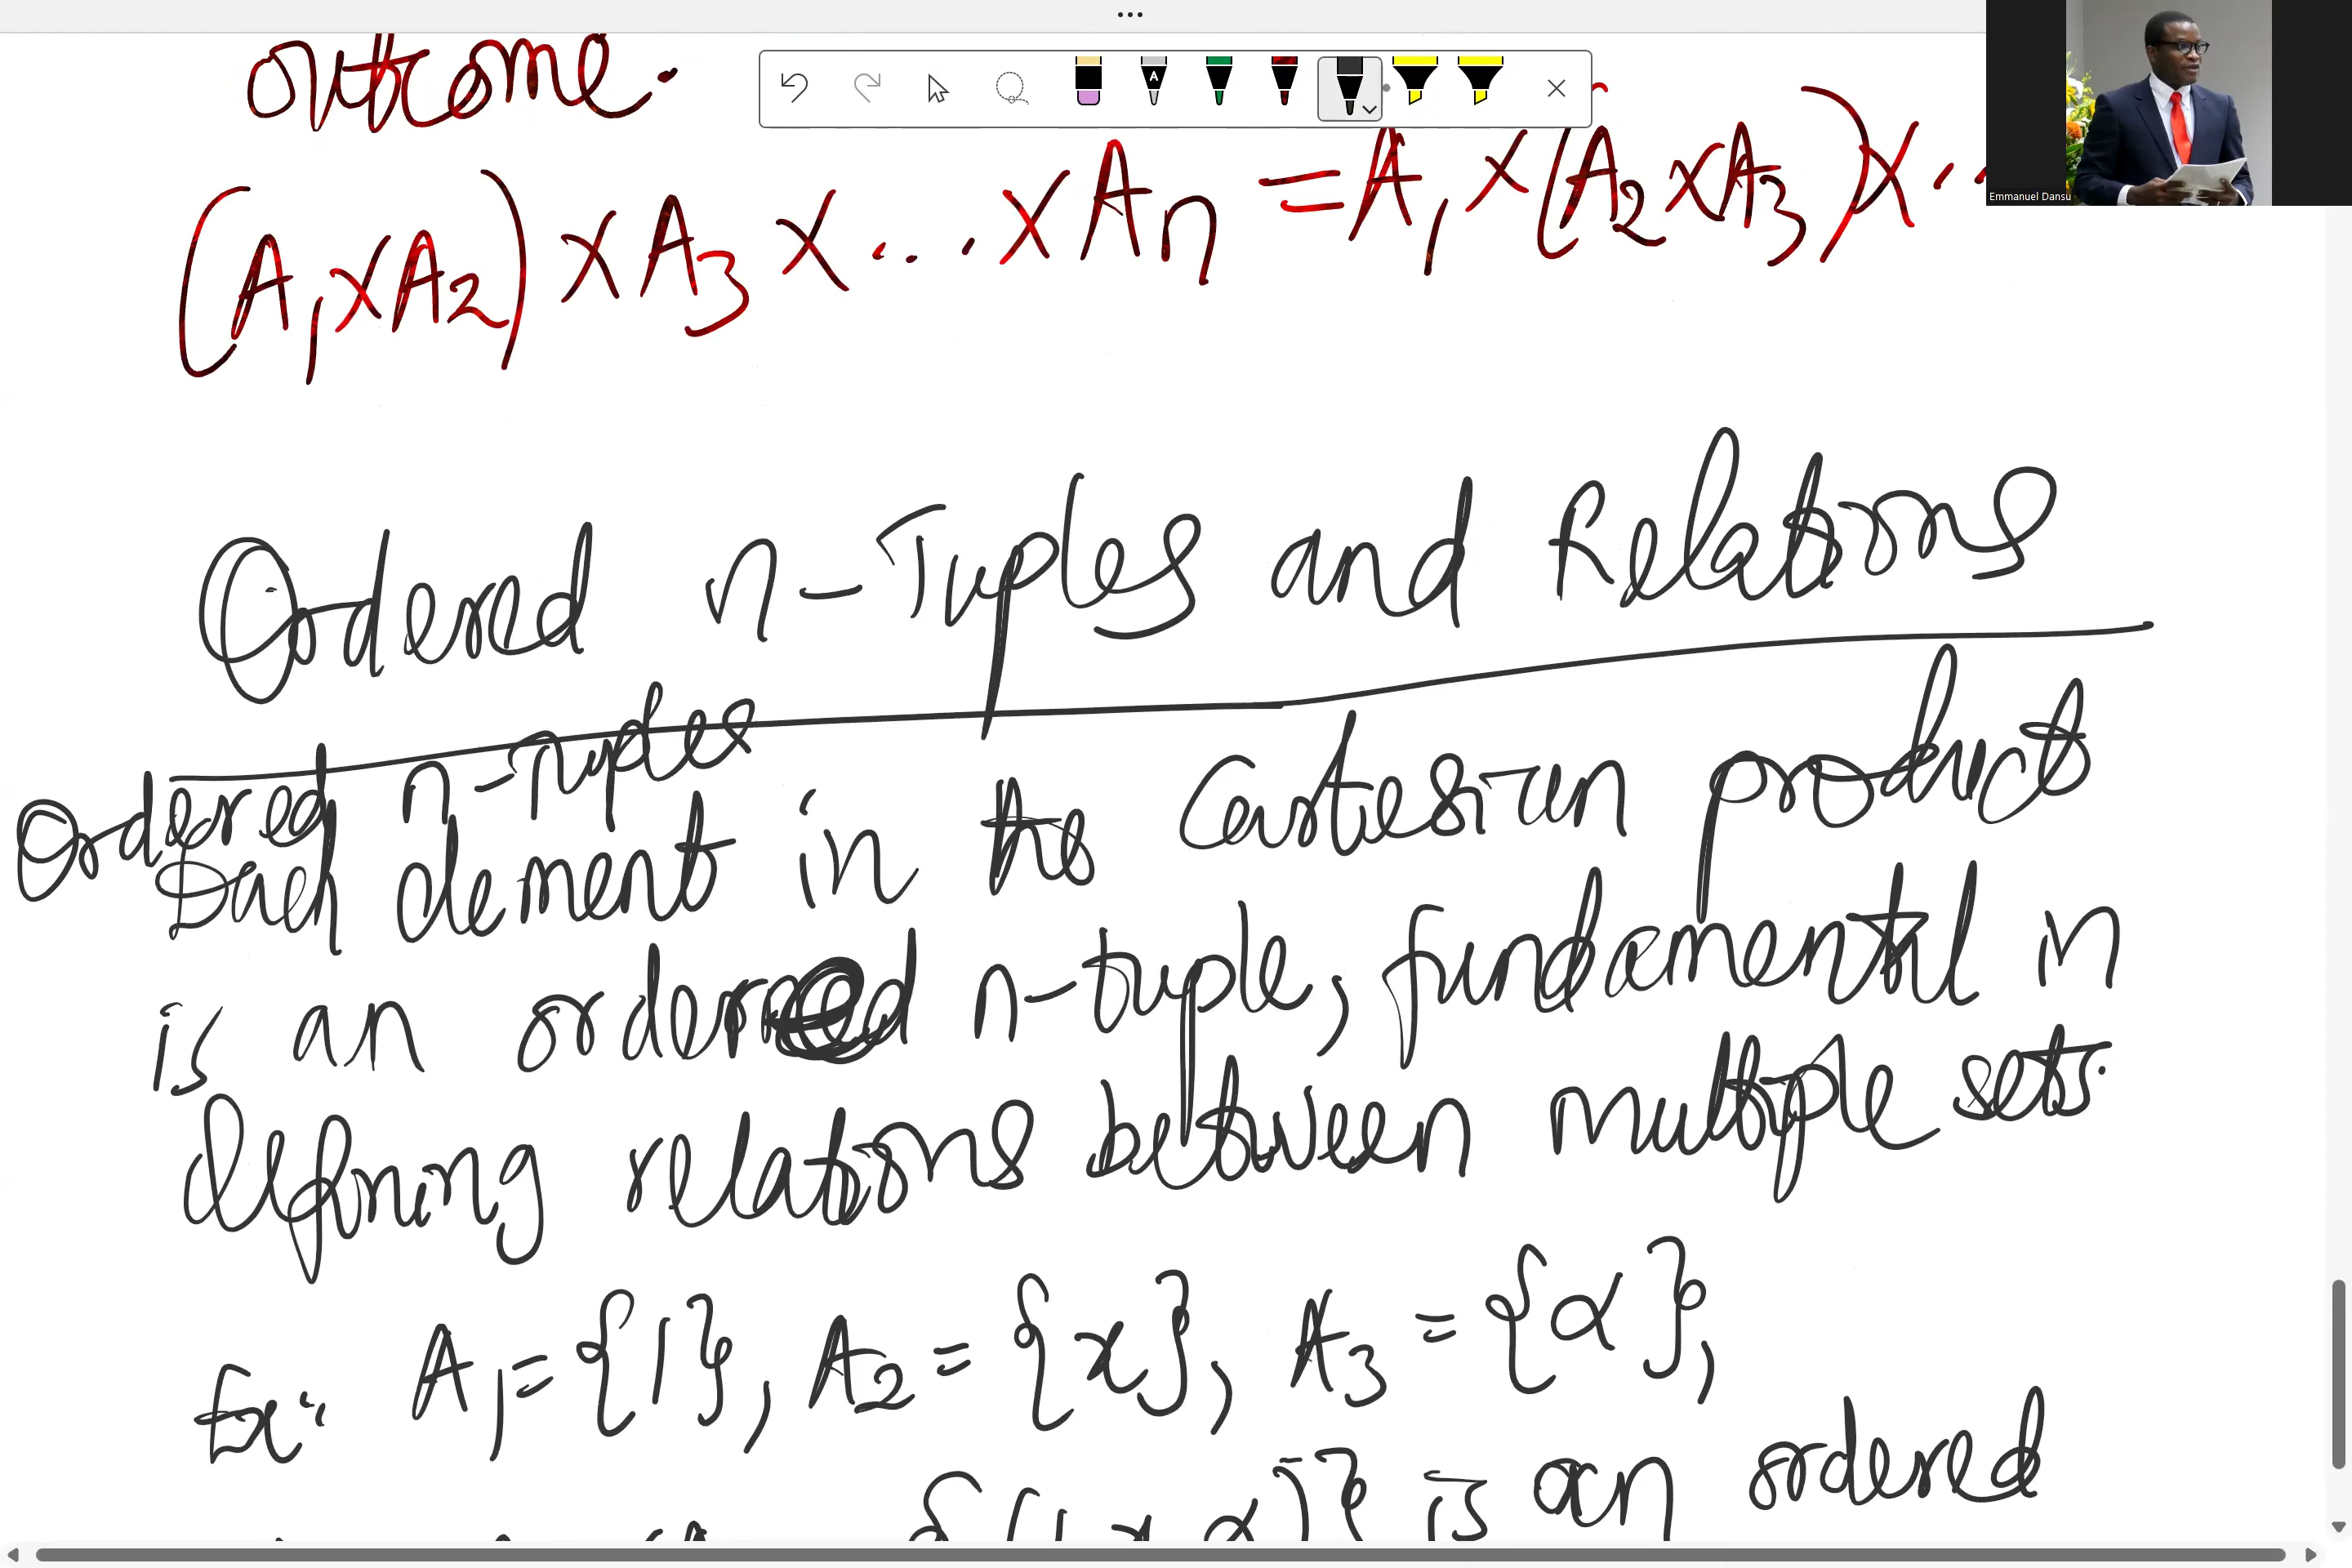 outcome.
(A₁×A₂)×A₃×...×Aₙ = A₁×(A₂×A₃)×..
Emmanuel Dansu
Ordered n-Tuples and Relations
Ordered n-Tuples
Each element in the Cartesian product
is an ordered n-tuple, fundamental in
defining relations between multiple sets.
Ex: A₁={1}, A₂={x}, A₃={α},
{(1,x,α)} is an ordered